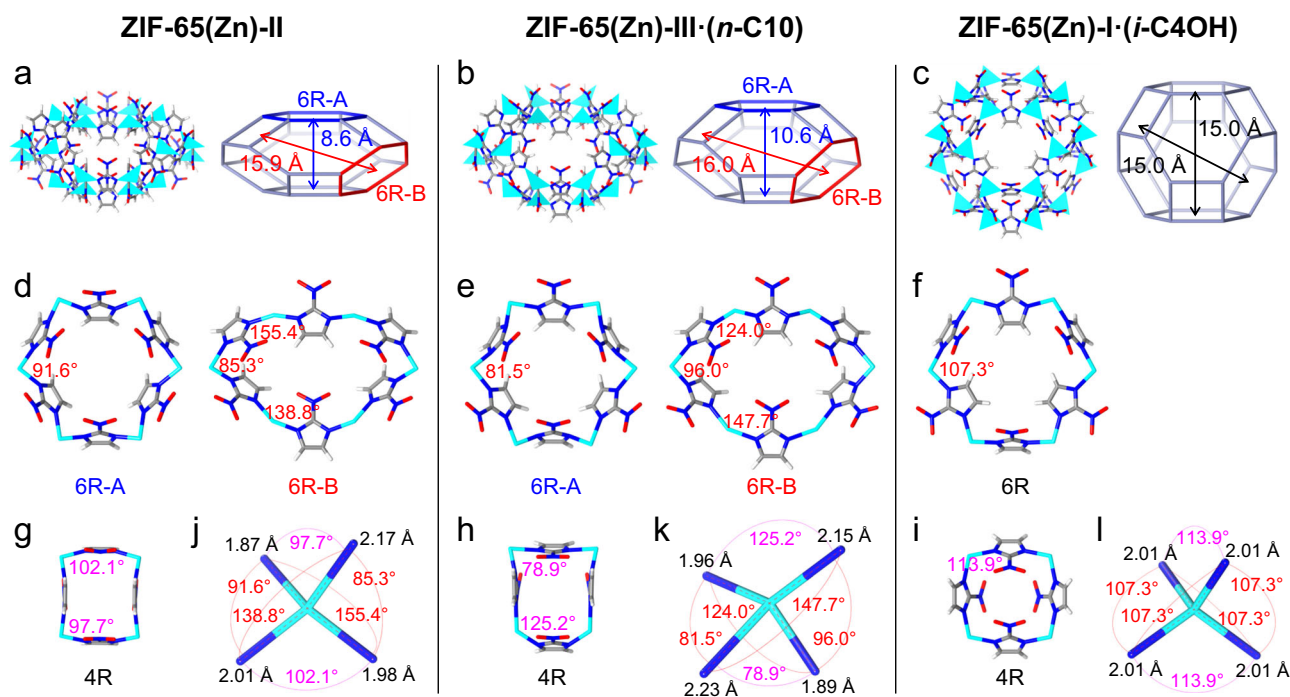 ZIF-65(Zn)-II
ZIF-65(Zn)-III·(n-C10)
ZIF-65(Zn)-I·(i-C4OH)
a
6R-A
8.6 Å
15.9 Å
6R-B
b
6R-A
10.6 Å
16.0 Å
6R-B
c
15.0 Å
15.0 Å
d
91.6°
6R-A
155.4°
85.3°
138.8°
6R-B
e
81.5°
6R-A
124.0°
96.0°
147.7°
6R-B
f
107.3°
6R
g
102.1°
97.7°
4R
j
1.87 Å
97.7°
2.17 Å
91.6°
85.3°
138.8°
155.4°
2.01 Å
102.1°
1.98 Å
h
78.9°
125.2°
4R
k
125.2°
2.15 Å
1.96 Å
124.0°
147.7°
81.5°
96.0°
78.9°
2.23 Å
1.89 Å
i
113.9°
4R
l
113.9°
2.01 Å
2.01 Å
107.3°
107.3°
107.3°
107.3°
2.01 Å
2.01 Å
113.9°